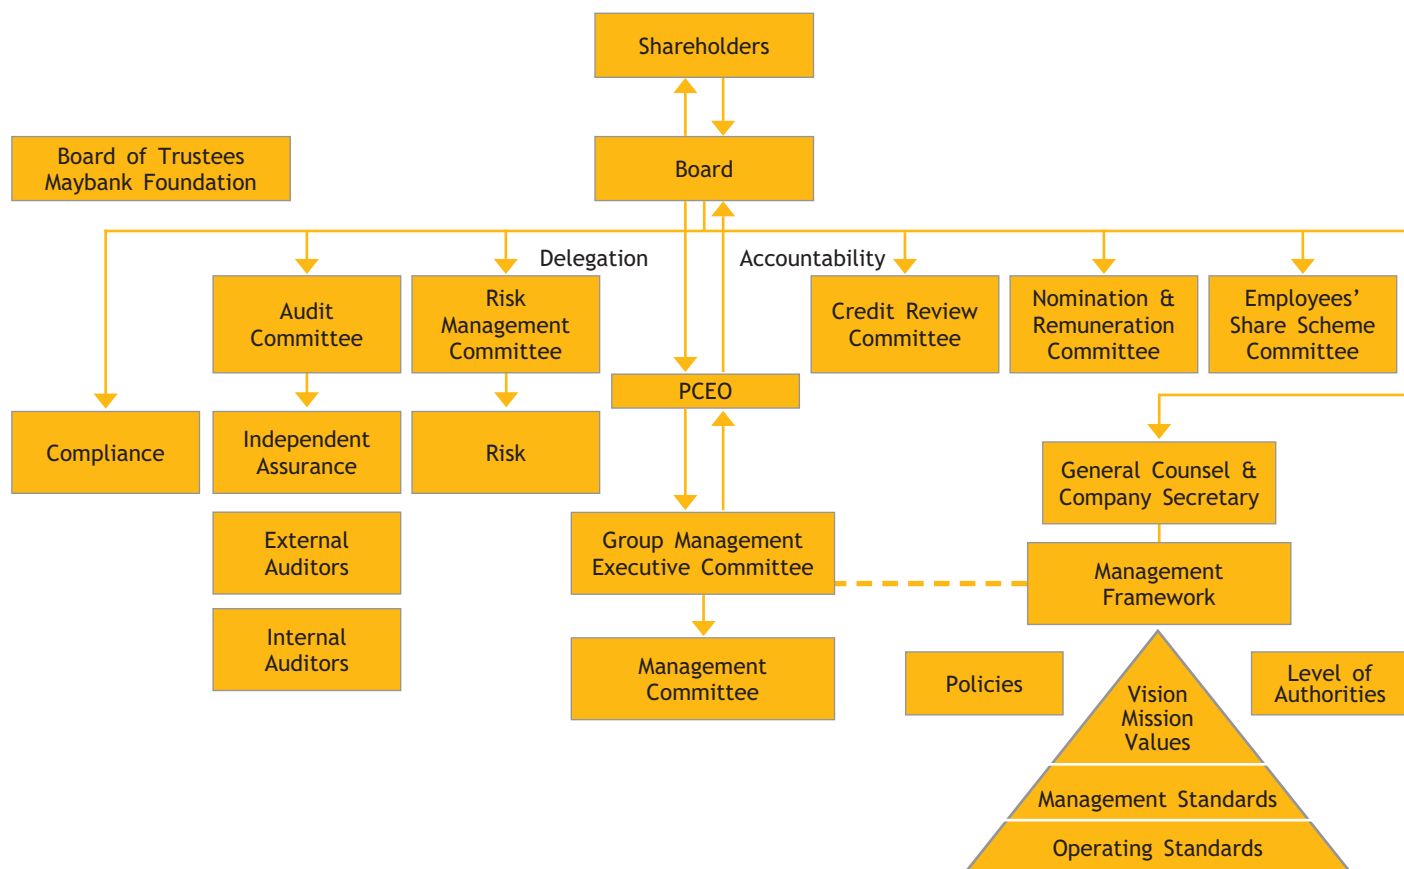 Shareholders
Board of Trustees
Maybank Foundation
Board
Delegation
Accountability
Audit
Committee
Risk
Management
Committee
Credit Review
Committee
Nomination &
Remuneration
Committee
Employees’
Share Scheme
Committee
PCEO
Compliance
Independent
Assurance
Risk
General Counsel &
Company Secretary
External
Auditors
Group Management
Executive Committee
Management
Framework
Internal
Auditors
Management
Committee
Policies
Level of
Authorities
Vision
Mission
Values
Management Standards
Operating Standards